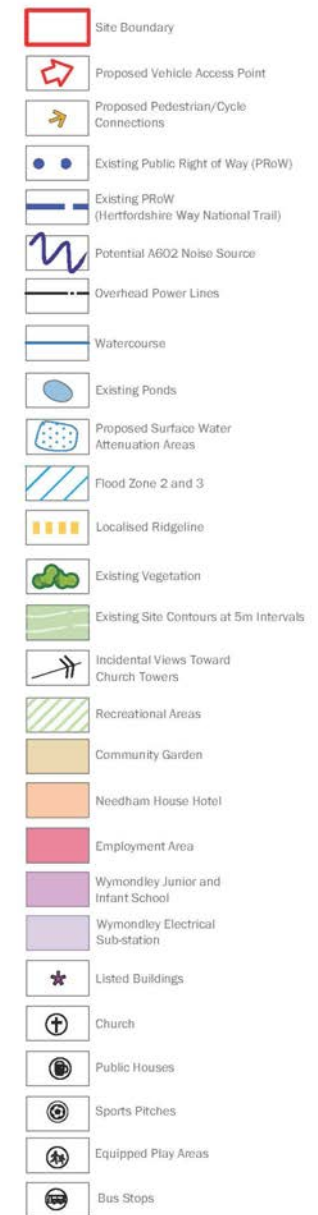 Site Boundary
Proposed Vehicle Access Point
Proposed Pedestrian/Cycle
Connections
Existing Public Right of Way (PRoW)
Existing PRoW
(Hertfordshire Way National Trail)
Potential A602 Noise Source
Overhead Power Lines
Watercourse
Existing Ponds
Proposed Surface Water
Attenuation Areas
Flood Zone 2 and 3
Localised Ridgeline
Existing Vegetation
Existing Site Contours at 5m Intervals
Incidental Views Toward
Church Towers
Recreational Areas
Community Garden
Needham House Hotel
Employment Area
Wymondley Junior and
Infant School
Wymondley Electrical
Sub-station
Listed Buildings
Church
Public Houses
Sports Pitches
Equipped Play Areas
Bus Stops